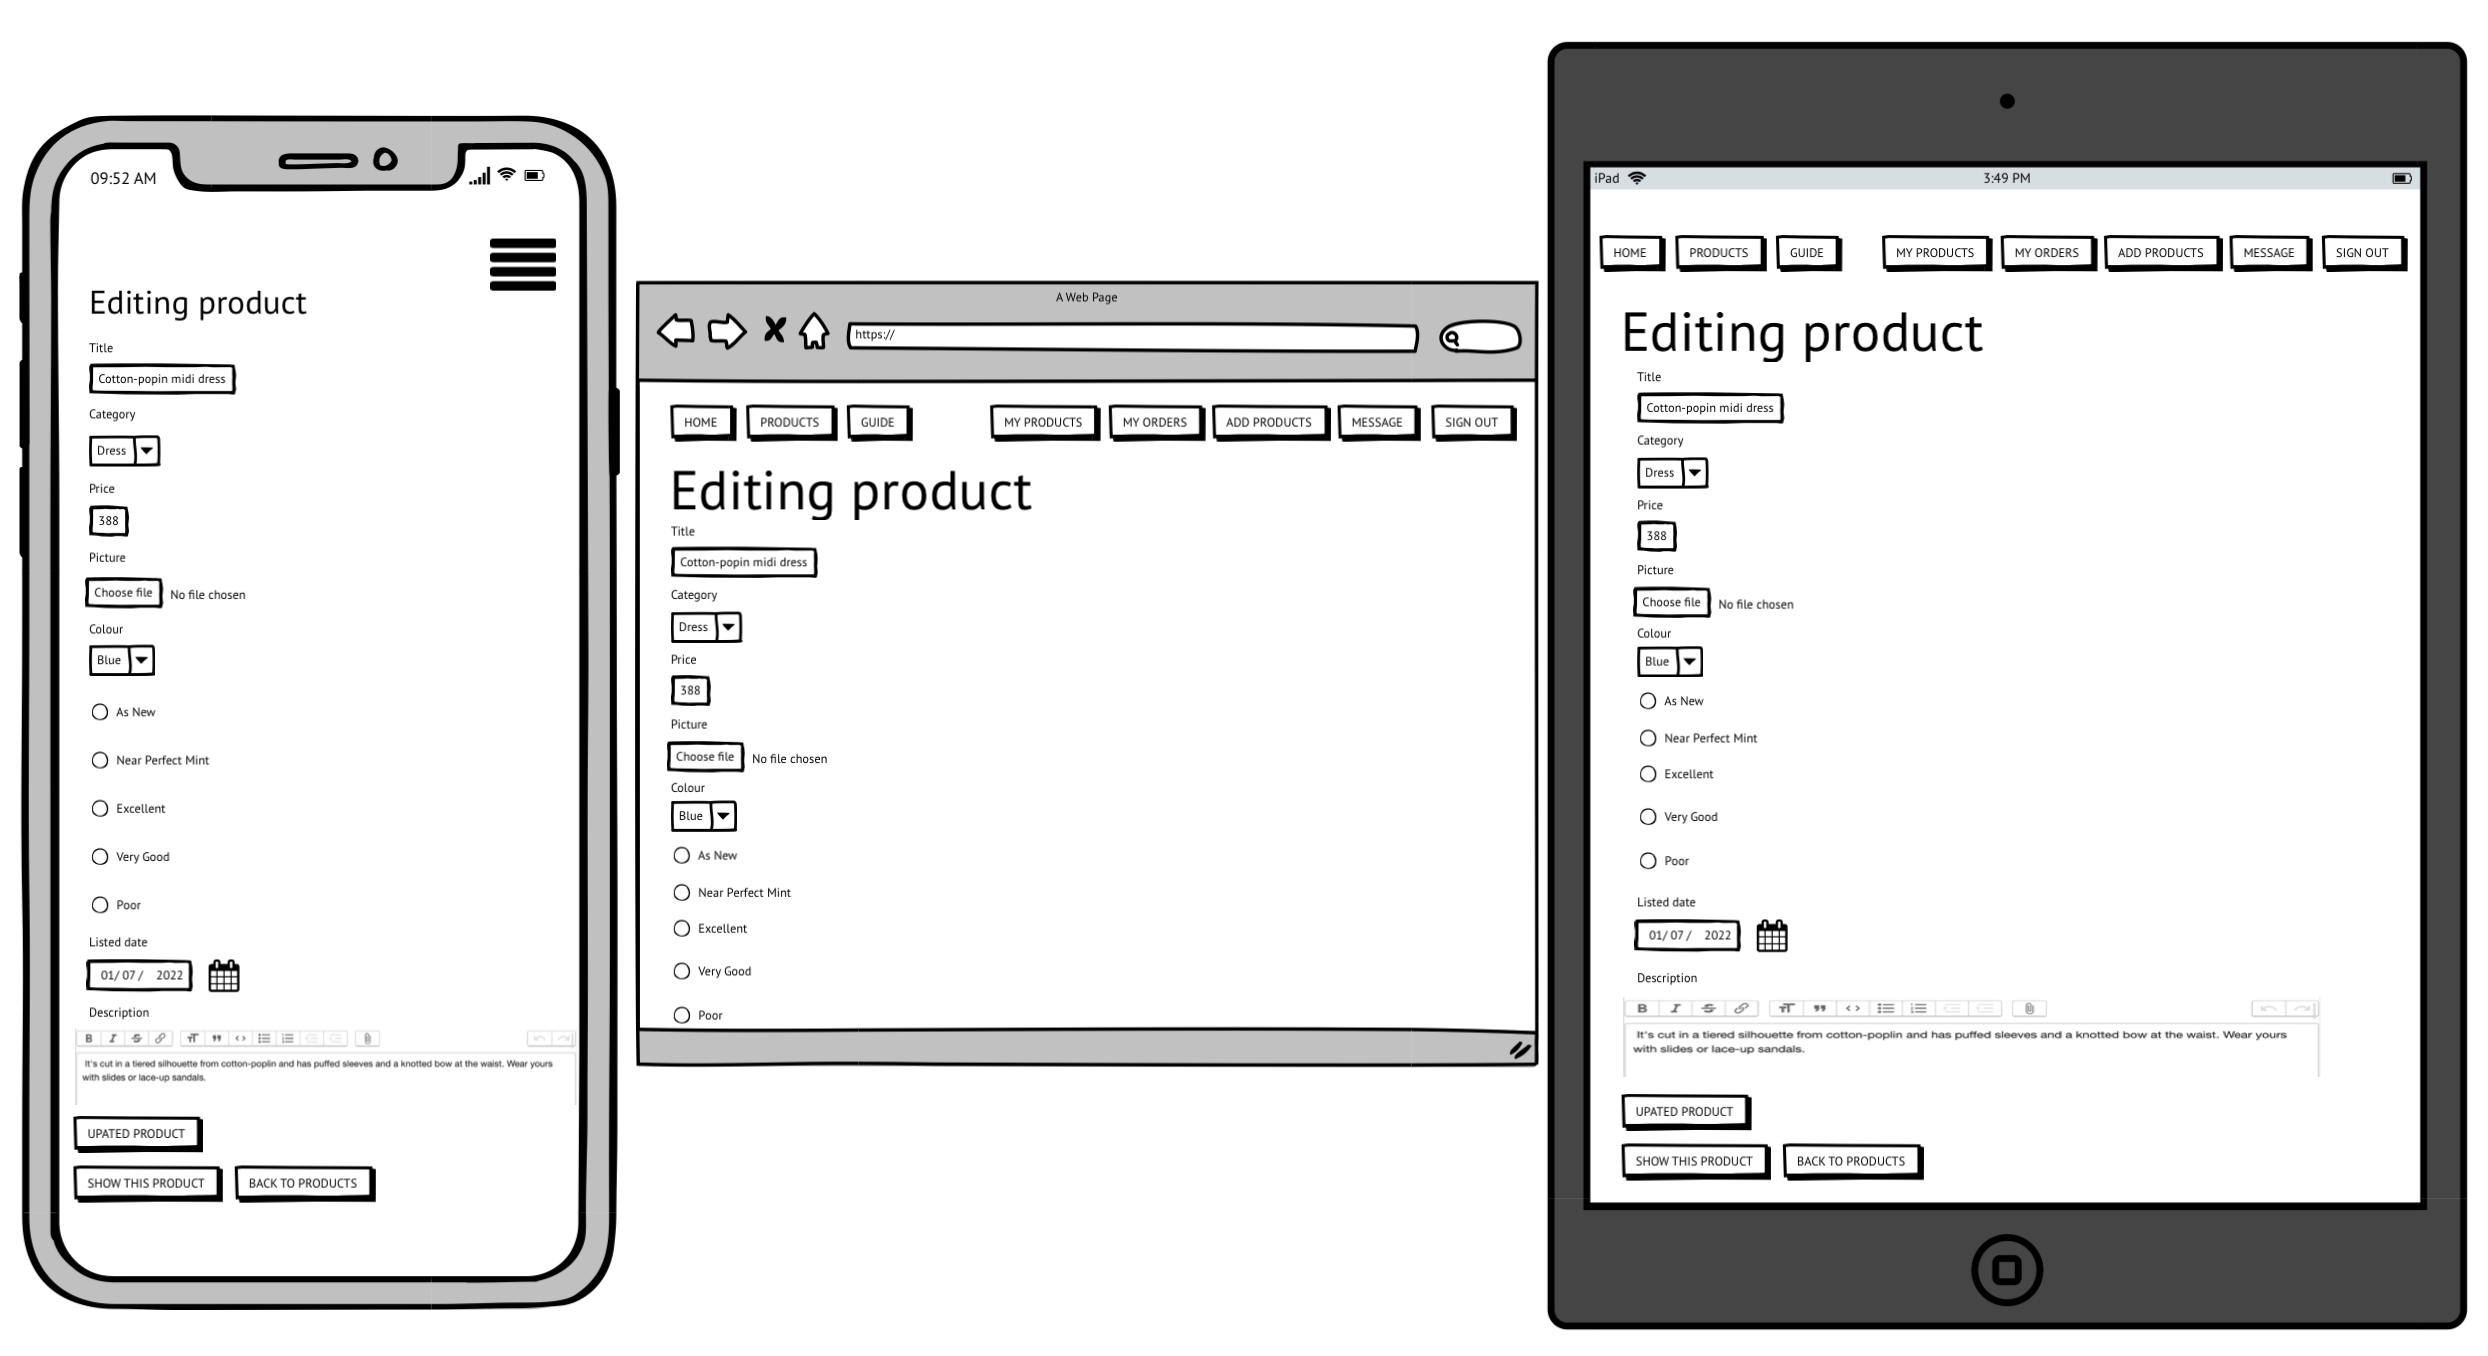 09:52 AM
Editing product
Title
Cotton-popin midi dress
Category
Dress
Price
388
Picture
Choose file No file chosen
Colour
Blue
As New
Near Perfect Mint
Excellent
Very Good
Poor
Listed date
01/ 07 / 2022
Description
B I S
It's cut in a tiered silhouette from cotton-poplin and has puffed sleeves and a knotted bow at the waist. Wear yours
with slides or lace-up sandals.
UPATED PRODUCT
SHOW THIS PRODUCT BACK TO PRODUCTS
A Web Page
https://
HOME PRODUCTS GUIDE MY PRODUCTS MY ORDERS ADD PRODUCTS MESSAGE SIGN OUT
Editing product
Title
Cotton-popin midi dress
Category
Dress
Price
388
Picture
Choose file No file chosen
Colour
Blue
As New
Near Perfect Mint
Excellent
Very Good
Poor
iPad 3:49 PM
HOME PRODUCTS GUIDE MY PRODUCTS MY ORDERS ADD PRODUCTS MESSAGE SIGN OUT
Editing product
Title
Cotton-popin midi dress
Category
Dress
Price
388
Picture
Choose file No file chosen
Colour
Blue
As New
Near Perfect Mint
Excellent
Very Good
Poor
Listed date
01/ 07 / 2022
Description
B I S
It's cut in a tiered silhouette from cotton-poplin and has puffed sleeves and a knotted bow at the waist. Wear yours
with slides or lace-up sandals.
UPATED PRODUCT
SHOW THIS PRODUCT BACK TO PRODUCTS